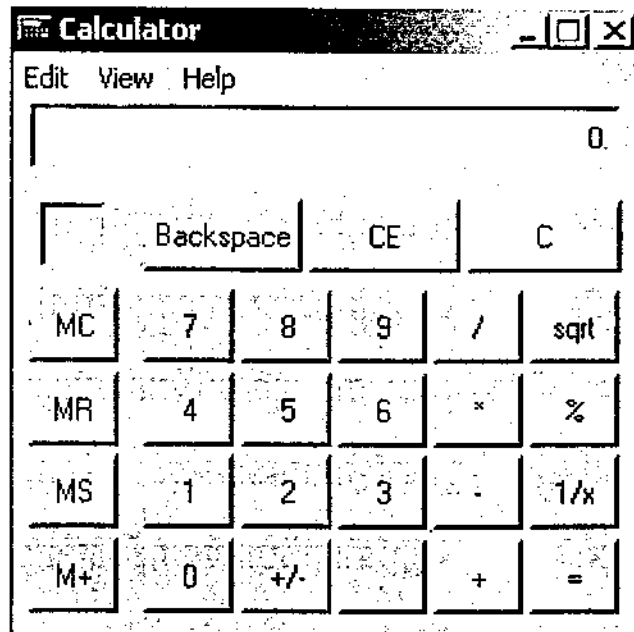 Calculator
Edit View Help
0.
Backspace CE C
MC 7 8 9 / sqrt
MR 4 5 6 * %
MS 1 2 3 - 1/x
M+ 0 +/- + =